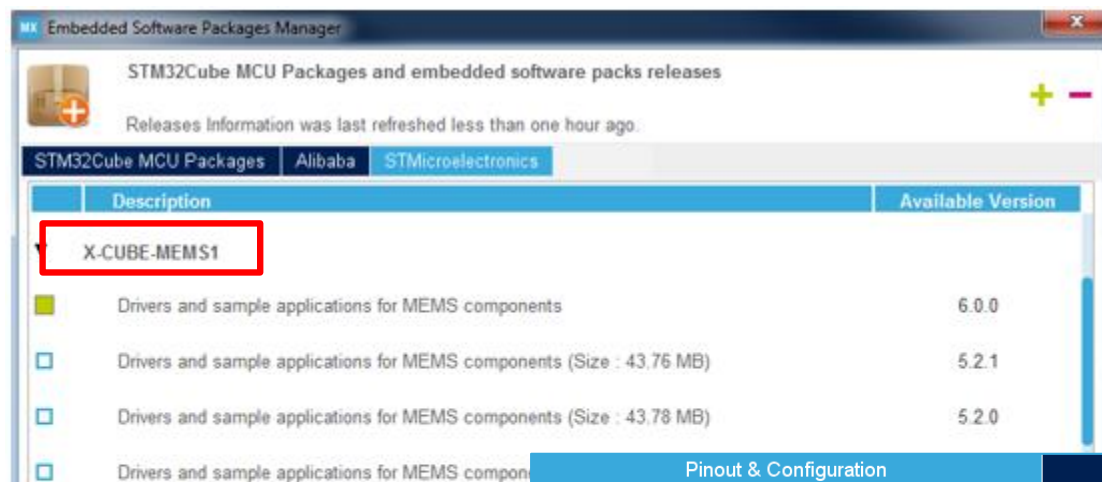 MX Embedded Software Packages Manager
STM32Cube MCU Packages and embedded software packs releases
Releases Information was last refreshed less than one hour ago.
STM32Cube MCU Packages Alibaba STMicroelectronics
Description Available Version
X-CUBE-MEMS1
Drivers and sample applications for MEMS components 6.0.0
Drivers and sample applications for MEMS components (Size : 43.76 MB) 5.2.1
Drivers and sample applications for MEMS components (Size : 43.78 MB) 5.2.0
Drivers and sample applications for MEMS compon
Pinout & Configuration